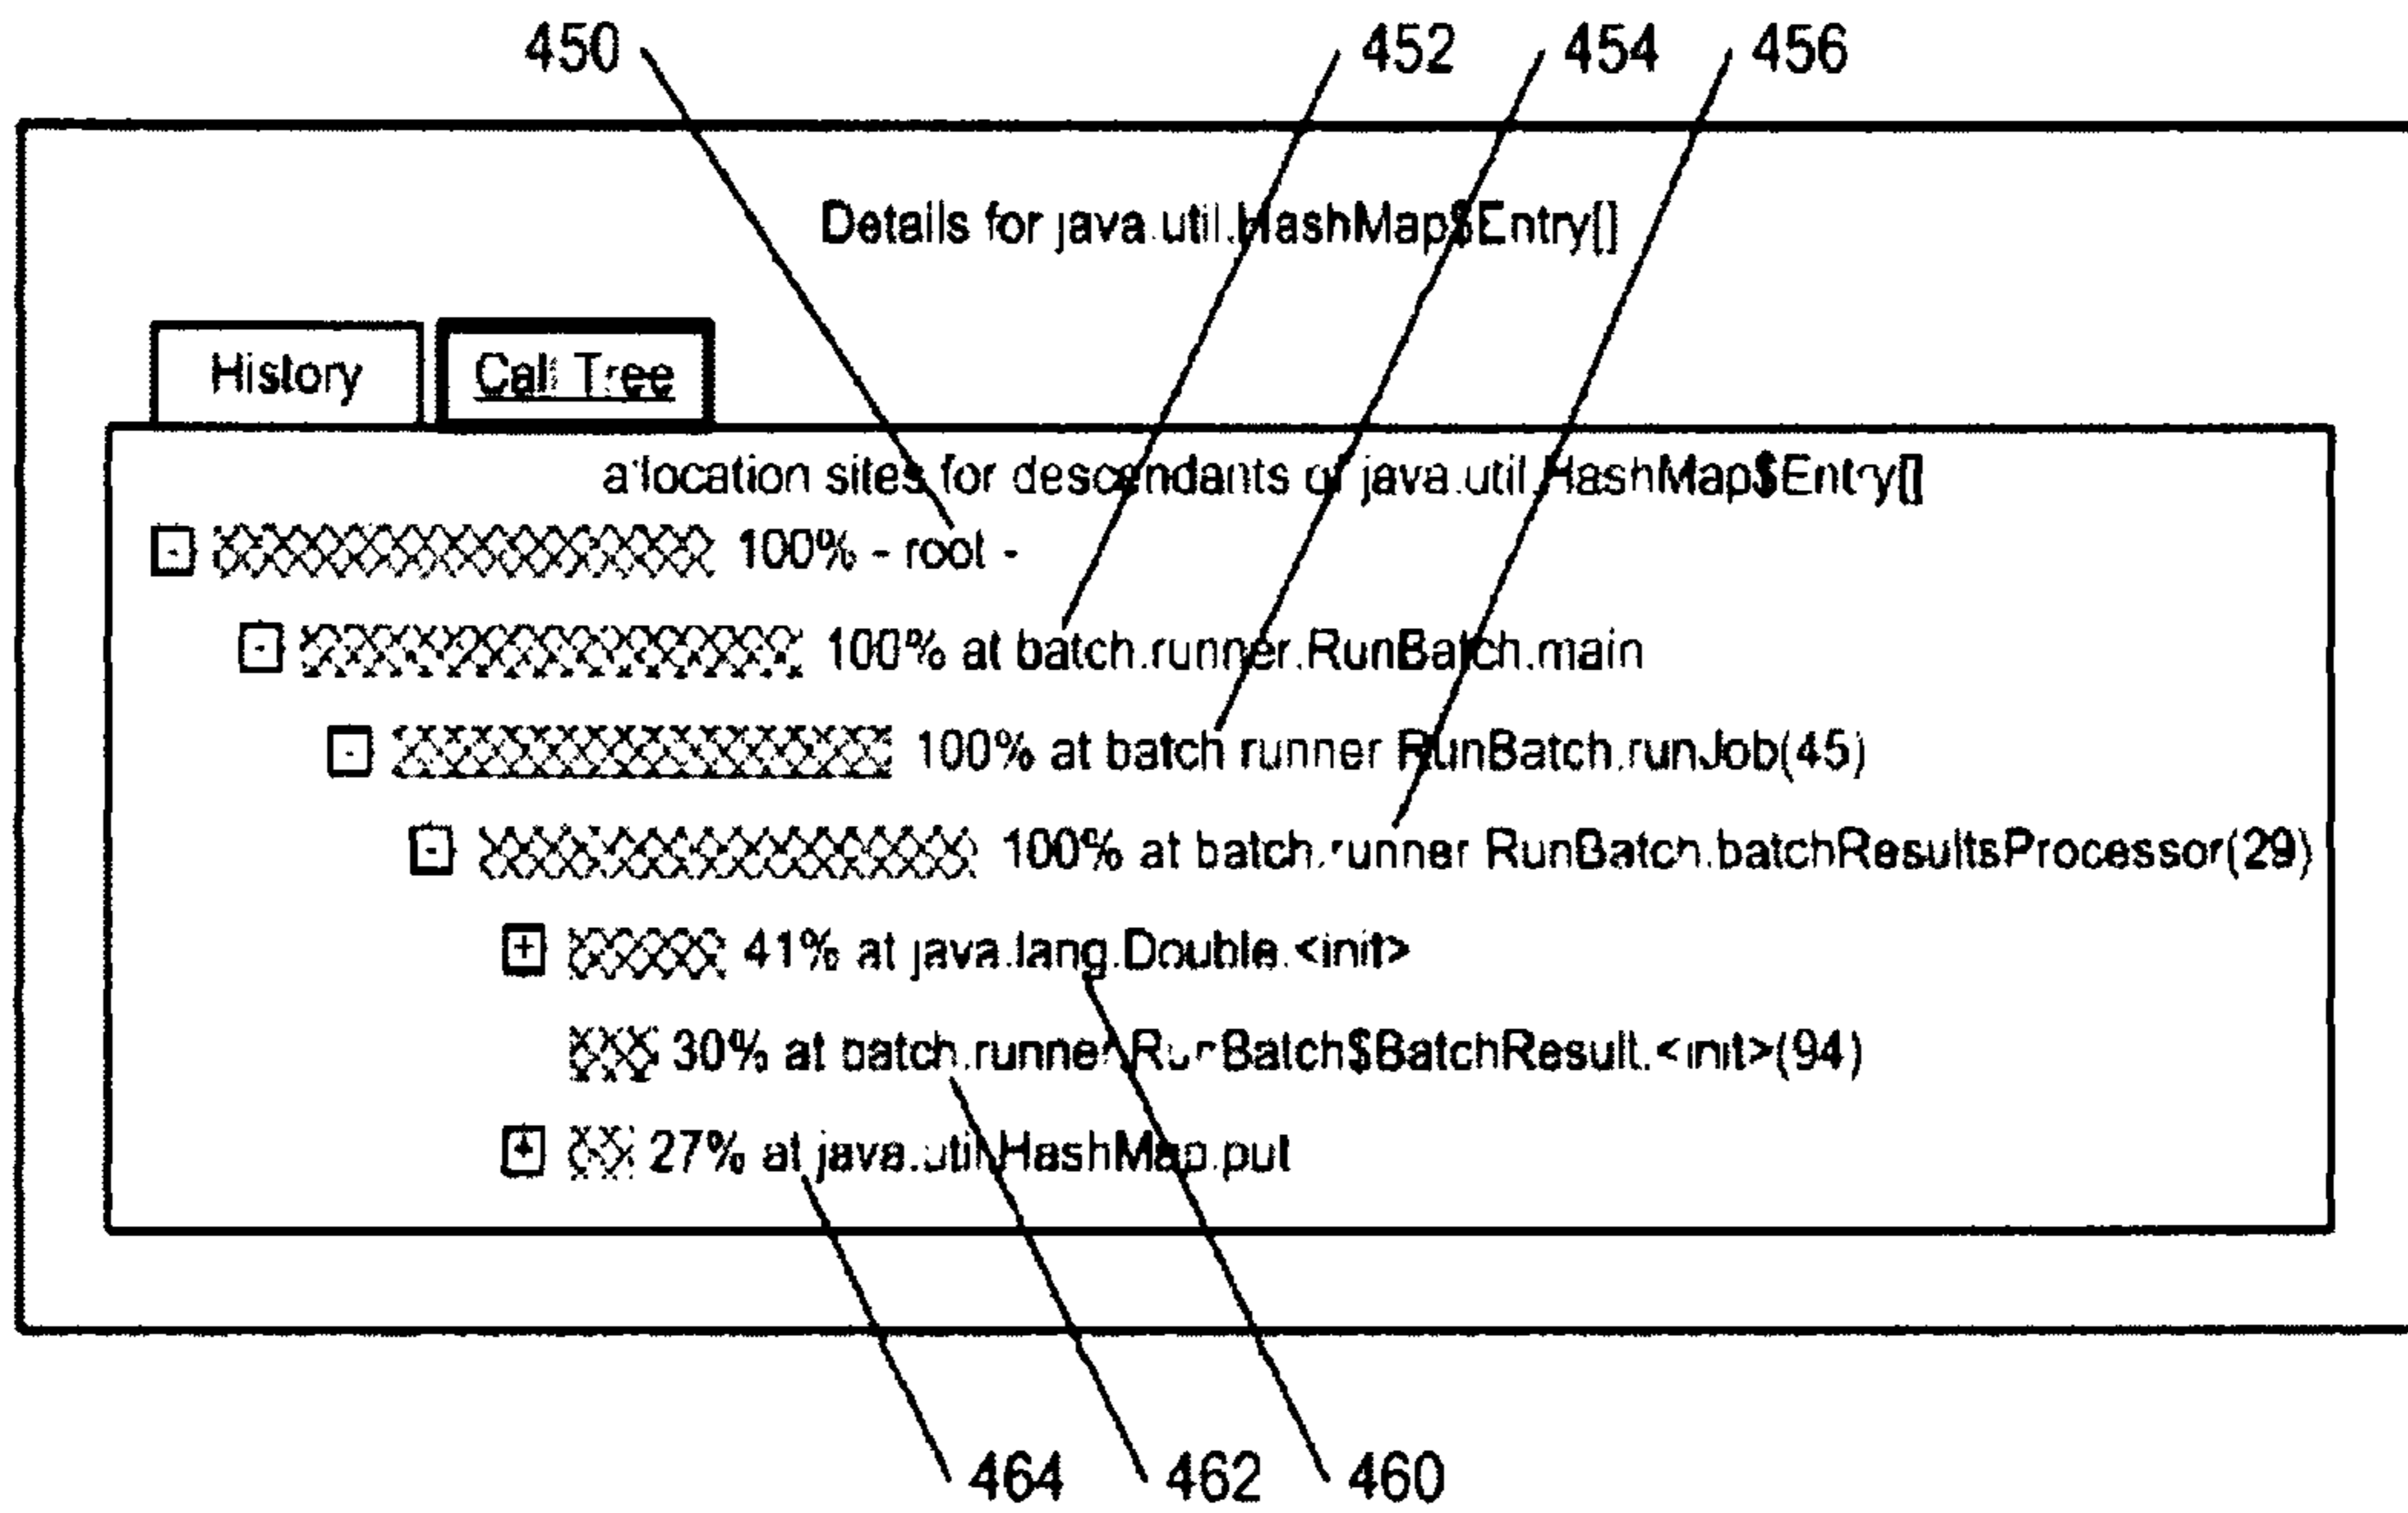 450 452 454 456
Details for java.util.HashMap$Entry[]
History Call Tree
allocation sites for descendants of java.util.HashMap$Entry[]
- 100% - root -
- 100% at batch.runner.RunBatch.main
- 100% at batch runner RunBatch.runJob(45)
- 100% at batch.runner RunBatch.batchResultsProcessor(29)
+ 41% at java.lang.Double.<init>
30% at batch.runner.RunBatch$BatchResult.<init>(94)
+ 27% at java.util.HashMap.put
464 462 460